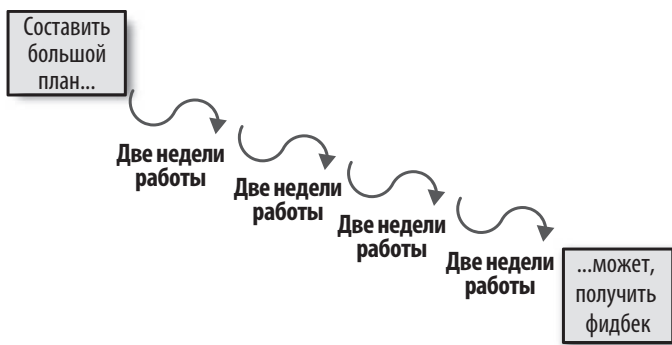 Составить
большой
план...
Две недели
работы
Две недели
работы
Две недели
работы
Две недели
работы
...может,
получить
фидбек